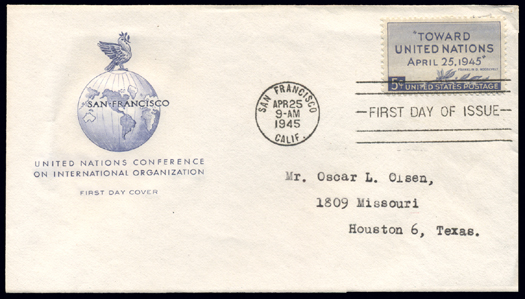 SAN FRANCISCO
UNITED NATIONS CONFERENCE
ON INTERNATIONAL ORGANIZATION
FIRST DAY COVER
SAN FRANCISCO
APR 25
9-AM
1945
CALIF.
"TOWARD
UNITED NATIONS
APRIL 25, 1945"
FRANKLIN D. ROOSEVELT
5¢ UNITED STATES POSTAGE
FIRST DAY OF ISSUE
Mr. Oscar L. Olsen,
1809 Missouri
Houston 6, Texas.